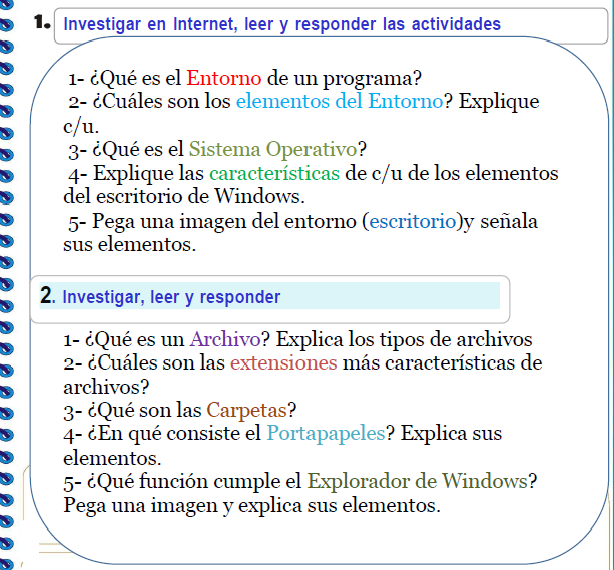 1. Investigar en Internet, leer y responder las actividades
1- ¿Qué es el Entorno de un programa?
2- ¿Cuáles son los elementos del Entorno? Explique
c/u.
3- ¿Qué es el Sistema Operativo?
4- Explique las características de c/u de los elementos
del escritorio de Windows.
5- Pega una imagen del entorno (escritorio)y señala
sus elementos.
2. Investigar, leer y responder
1- ¿Qué es un Archivo? Explica los tipos de archivos
2- ¿Cuáles son las extensiones más características de
archivos?
3- ¿Qué son las Carpetas?
4- ¿En qué consiste el Portapapeles? Explica sus
elementos.
5- ¿Qué función cumple el Explorador de Windows?
Pega una imagen y explica sus elementos.